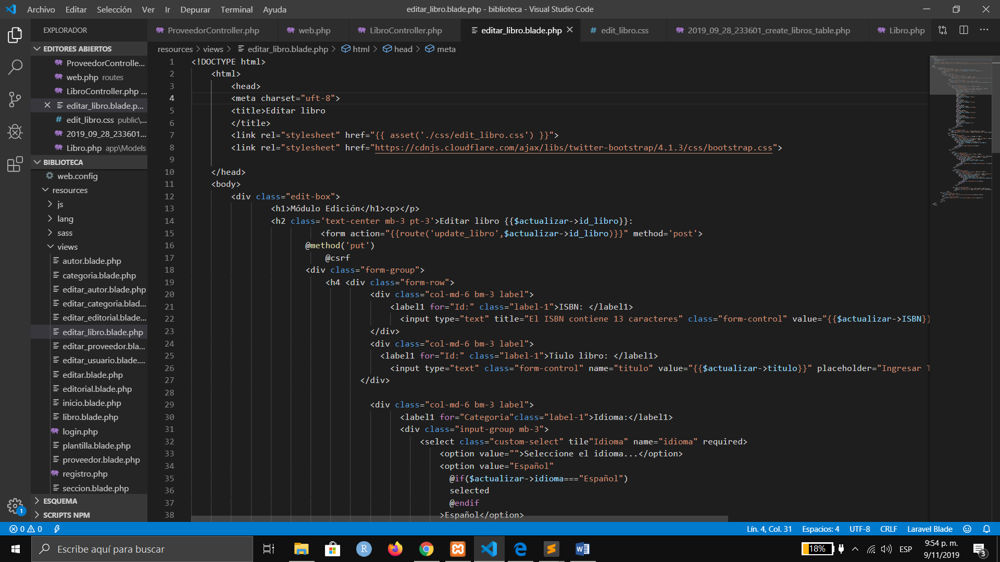 Archivo Editar Selección Ver Ir Depurar Terminal Ayuda editar_libro.blade.php - biblioteca - Visual Studio Code
EXPLORADOR
ProveedorController.php web.php LibroController.php editar_libro.blade.php edit_libro.css 2019_09_28_233601_create_libros_table.php Libro.php
EDITORES ABIERTOS
ProveedorControlle...
web.php routes
LibroController.php ...
editar_libro.blade.p...
edit_libro.css public\...
2019_09_28_233601...
Libro.php app\Models
BIBLIOTECA
web.config
resources
js
lang
sass
views
autor.blade.php
categoria.blade.php
editar_autor.blade.php
editar_categoria.blad...
editar_editorial.blade...
editar_libro.blade.php
editar_proveedor.bla...
editar_usuario.blade....
editar.blade.php
editorial.blade.php
inicio.blade.php
libro.blade.php
login.php
plantilla.blade.php
proveedor.blade.php
registro.php
seccion.blade.php
ESQUEMA
SCRIPTS NPM
resources > views > editar_libro.blade.php > html > head > meta
1 <!DOCTYPE html>
2 <html>
3 <head>
4 <meta charset="uft-8">
5 <title>Editar libro
6 </title>
7 <link rel="stylesheet" href="{{ asset('./css/edit_libro.css') }}">
8 <link rel="stylesheet" href="https://cdnjs.cloudflare.com/ajax/libs/twitter-bootstrap/4.1.3/css/bootstrap.css">
9
10 </head>
11 <body>
12 <div class="edit-box">
13 <h1>Módulo Edición</h1><p></p>
14 <h2 class='text-center mb-3 pt-3'>Editar libro {{$actualizar->id_libro}}:
15 <form action="{{route('update_libro',$actualizar->id_libro)}}" method='post'>
16 @method('put')
17 @csrf
18 <div class="form-group">
19 <h4 <div class="form-row">
20 <div class="col-md-6 bm-3 label">
21 <label1 for="Id:" class="label-1">ISBN: </label1>
22 <input type="text" title="El ISBN contiene 13 caracteres" class="form-control" value="{{$actualizar->ISBN}}
23 </div>
24 <div class="col-md-6 bm-3 label">
25 <label1 for="Id:" class="label-1">Tiulo libro: </label1>
26 <input type="text" class="form-control" name="titulo" value="{{$actualizar->titulo}}" placeholder="Ingresar T
27 </div>
28
29 <div class="col-md-6 bm-3 label">
30 <label1 for="Categoria"class="label-1">Idioma:</label1>
31 <div class="input-group mb-3">
32 <select class="custom-select" tile"Idioma" name="idioma" required>
33 <option value="">Seleccione el idioma...</option>
34 <option value="Español"
35 @if($actualizar->idioma==="Español")
36 selected
37 @endif
38 >Español</option>
1
0 0 Lín. 4, Col. 31 Espacios: 4 UTF-8 CRLF Laravel Blade
Escribe aquí para buscar
18% ESP 9:54 p. m.
9/11/2019 3